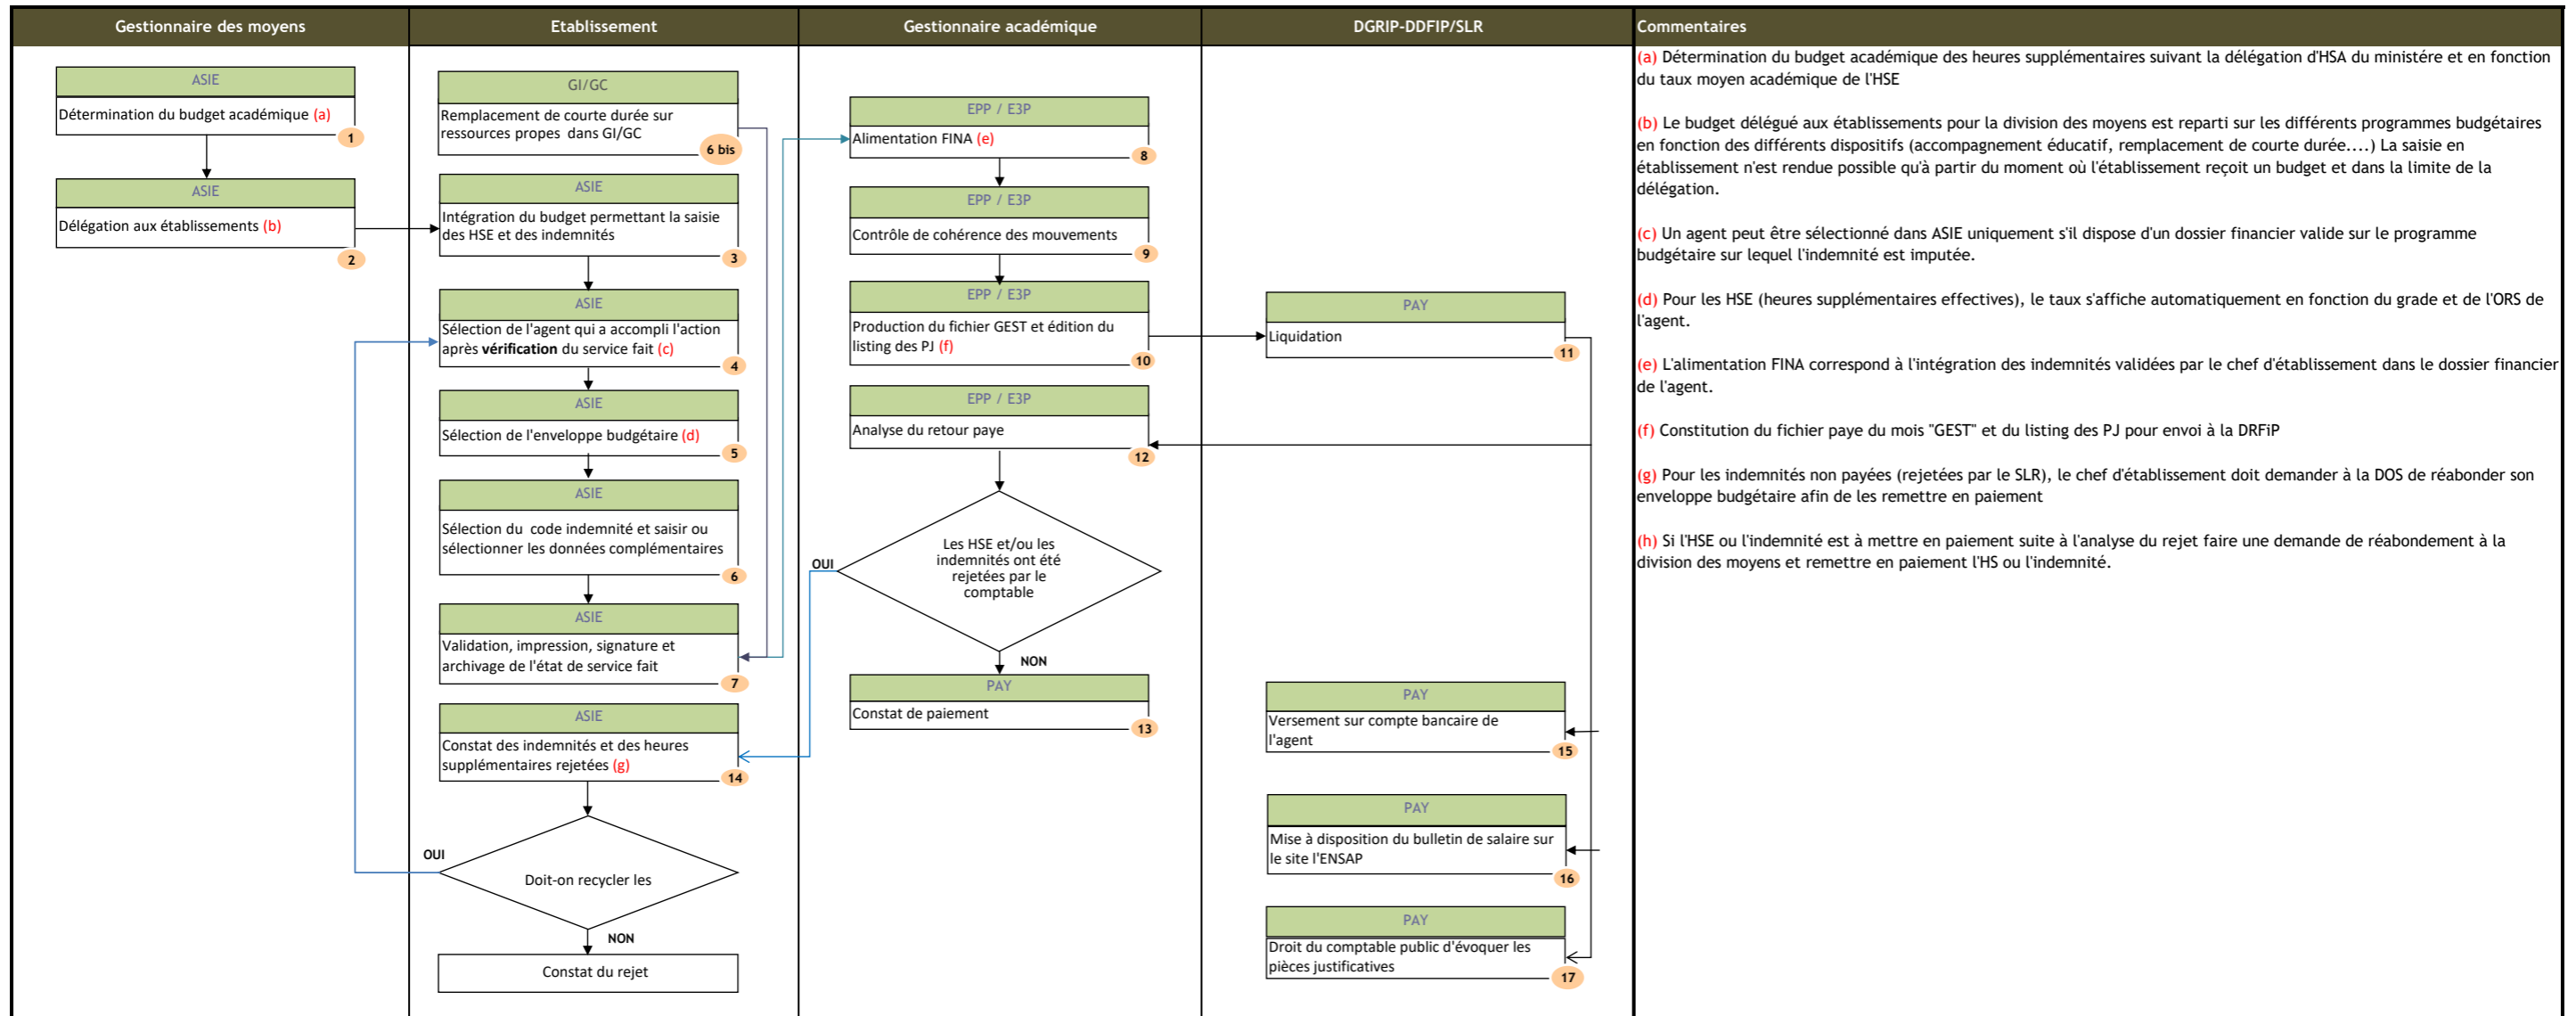 Gestionnaire des moyens
Etablissement
Gestionnaire académique
DGRIP-DDFIP/SLR
Commentaires
ASIE
Détermination du budget académique (a)
1
ASIE
Délégation aux établissements (b)
2
GI/GC
Remplacement de courte durée sur
ressources propes dans GI/GC
6 bis
ASIE
Intégration du budget permettant la saisie
des HSE et des indemnités
3
ASIE
Sélection de l'agent qui a accompli l'action
après vérification du service fait (c)
4
ASIE
Sélection de l'enveloppe budgétaire (d)
5
ASIE
Sélection du code indemnité et saisir ou
sélectionner les données complémentaires
6
ASIE
Validation, impression, signature et
archivage de l'état de service fait
7
ASIE
Constat des indemnités et des heures
supplémentaires rejetées (g)
14
OUI
Doit-on recycler les
NON
Constat du rejet
EPP / E3P
Alimentation FINA (e)
8
EPP / E3P
Contrôle de cohérence des mouvements
9
EPP / E3P
Production du fichier GEST et édition du
listing des PJ (f)
10
EPP / E3P
Analyse du retour paye
12
OUI
Les HSE et/ou les
indemnités ont été
rejetées par le
comptable
NON
PAY
Constat de paiement
13
PAY
Liquidation
11
PAY
Versement sur compte bancaire de
l'agent
15
PAY
Mise à disposition du bulletin de salaire sur
le site l'ENSAP
16
PAY
Droit du comptable public d'évoquer les
pièces justificatives
17
(a) Détermination du budget académique des heures supplémentaires suivant la délégation d'HSA du ministére et en fonction
du taux moyen académique de l'HSE
(b) Le budget délégué aux établissements pour la division des moyens est reparti sur les différents programmes budgétaires
en fonction des différents dispositifs (accompagnement éducatif, remplacement de courte durée....) La saisie en
établissement n'est rendue possible qu'à partir du moment où l'établissement reçoit un budget et dans la limite de la
délégation.
(c) Un agent peut être sélectionné dans ASIE uniquement s'il dispose d'un dossier financier valide sur le programme
budgétaire sur lequel l'indemnité est imputée.
(d) Pour les HSE (heures supplémentaires effectives), le taux s'affiche automatiquement en fonction du grade et de l'ORS de
l'agent.
(e) L'alimentation FINA correspond à l'intégration des indemnités validées par le chef d'établissement dans le dossier financier
de l'agent.
(f) Constitution du fichier paye du mois "GEST" et du listing des PJ pour envoi à la DRFiP
(g) Pour les indemnités non payées (rejetées par le SLR), le chef d'établissement doit demander à la DOS de réabonder son
enveloppe budgétaire afin de les remettre en paiement
(h) Si l'HSE ou l'indemnité est à mettre en paiement suite à l'analyse du rejet faire une demande de réabondement à la
division des moyens et remettre en paiement l'HS ou l'indemnité.